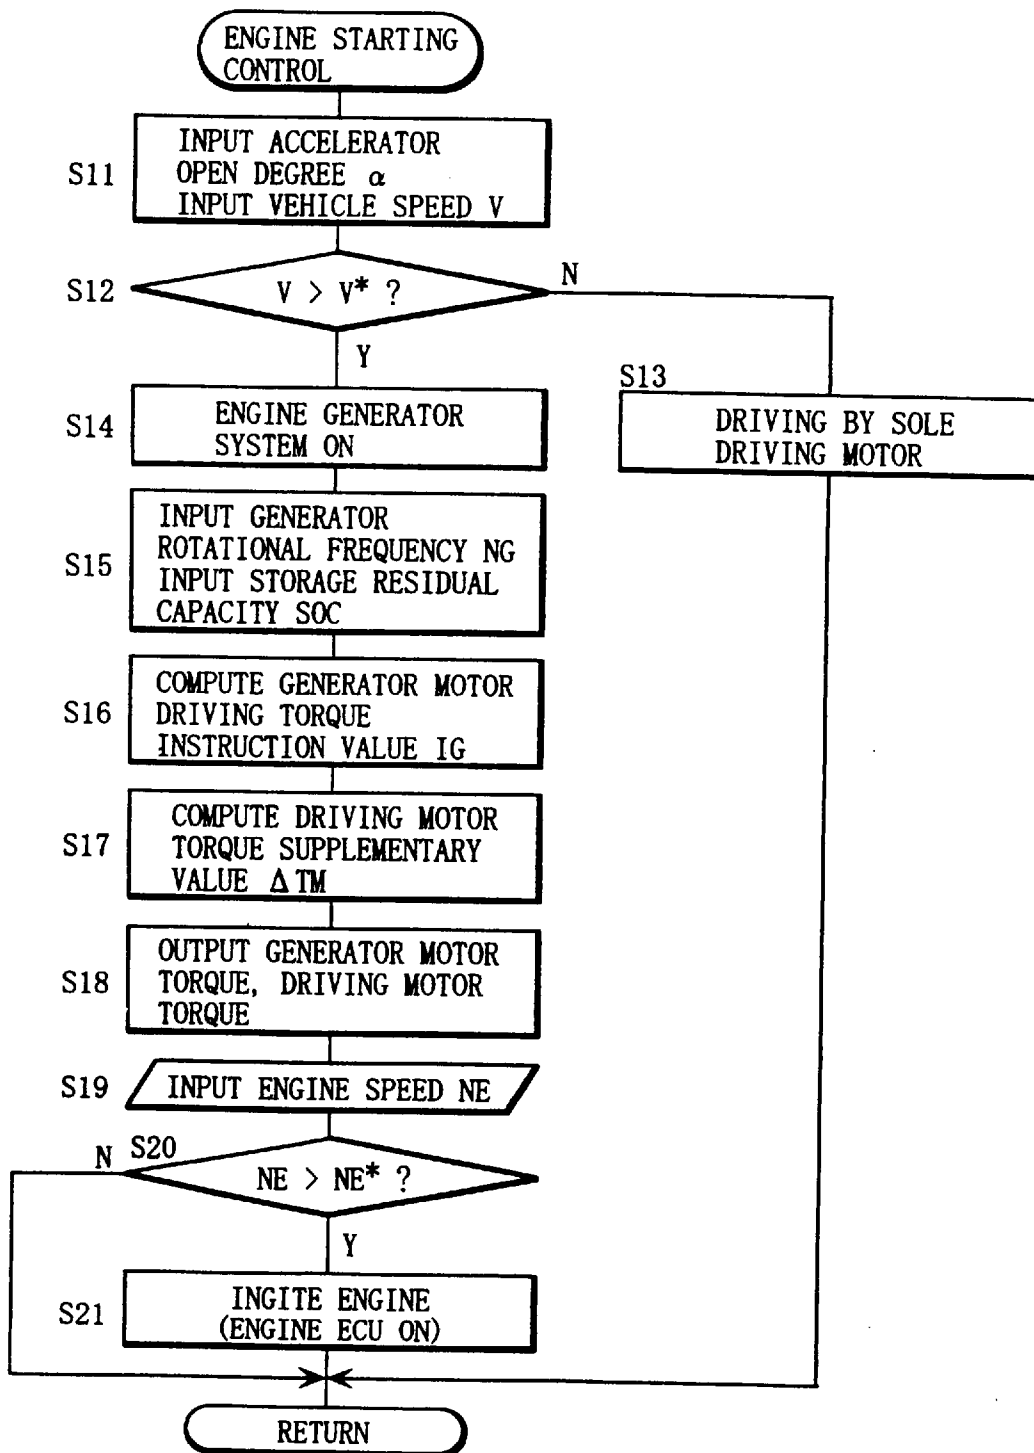 ENGINE STARTING
CONTROL
S11
INPUT ACCELERATOR
OPEN DEGREE α
INPUT VEHICLE SPEED V
S12
V > V* ?
N
Y
S13
DRIVING BY SOLE
DRIVING MOTOR
S14
ENGINE GENERATOR
SYSTEM ON
S15
INPUT GENERATOR
ROTATIONAL FREQUENCY NG
INPUT STORAGE RESIDUAL
CAPACITY SOC
S16
COMPUTE GENERATOR MOTOR
DRIVING TORQUE
INSTRUCTION VALUE IG
S17
COMPUTE DRIVING MOTOR
TORQUE SUPPLEMENTARY
VALUE Δ TM
S18
OUTPUT GENERATOR MOTOR
TORQUE, DRIVING MOTOR
TORQUE
S19
INPUT ENGINE SPEED NE
S20
N
NE > NE* ?
Y
S21
INGITE ENGINE
(ENGINE ECU ON)
RETURN